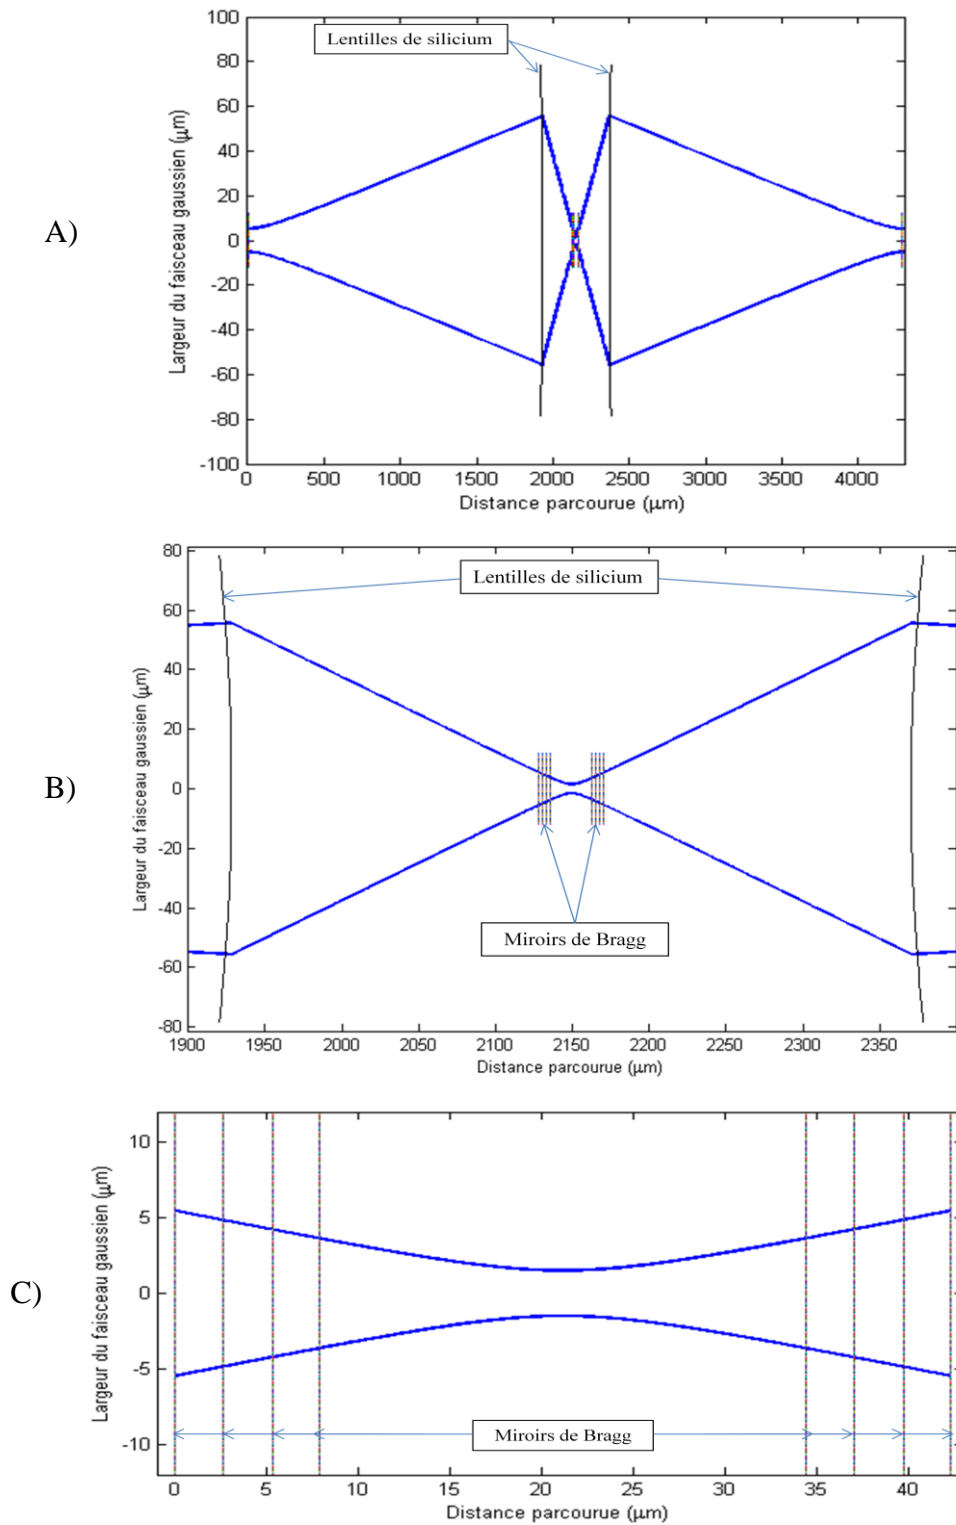 A)
Lentilles de silicium
Largeur du faisceau gaussien (µm)
100
80
60
40
20
0
-20
-40
-60
-80
-100
0 500 1000 1500 2000 2500 3000 3500 4000
Distance parcourue (µm)
B)
Lentilles de silicium
Miroirs de Bragg
Largeur du faisceau gaussien (µm)
80
60
40
20
0
-20
-40
-60
-80
1900 1950 2000 2050 2100 2150 2200 2250 2300 2350
Distance parcourue (µm)
C)
Largeur du faisceau gaussien (µm)
10
5
0
-5
-10
Miroirs de Bragg
0 5 10 15 20 25 30 35 40
Distance parcourue (µm)